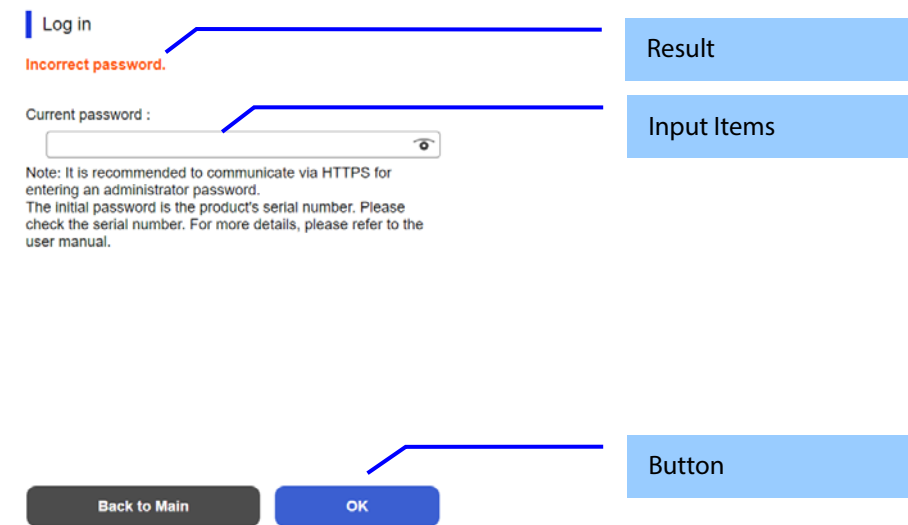 Log in
Result
Incorrect password.
Current password :
Input Items
Note: It is recommended to communicate via HTTPS for
entering an administrator password.
The initial password is the product's serial number. Please
check the serial number. For more details, please refer to the
user manual.
Button
Back to Main
OK